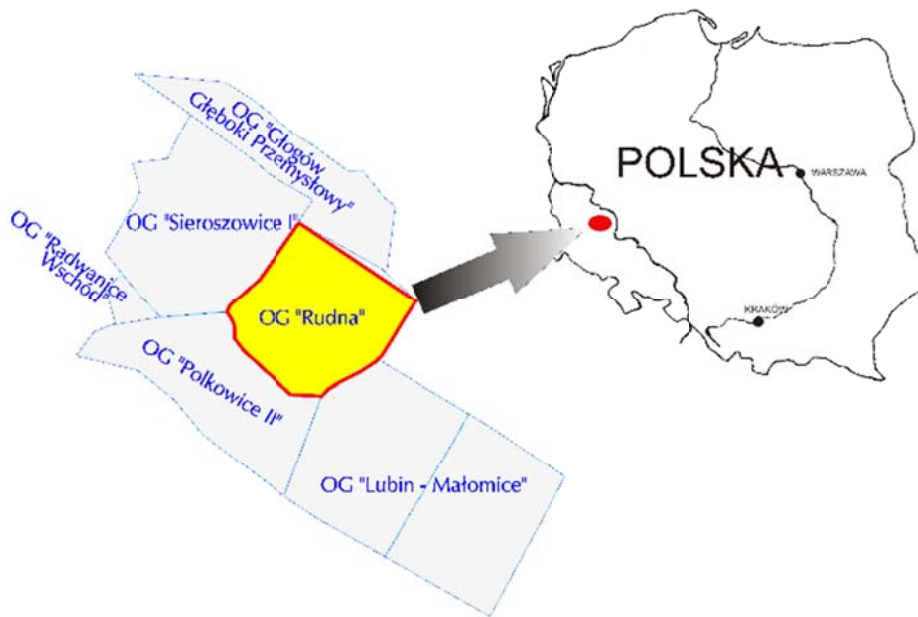 OG "Głogów
Głęboki Przemysłowy"
OG "Sieroszowice I"
OG "Radwanice
Wschód"
OG "Rudna"
OG "Polkowice II"
OG "Lubin - Małomice"
POLSKA
WARSZAWA
KRAKÓW